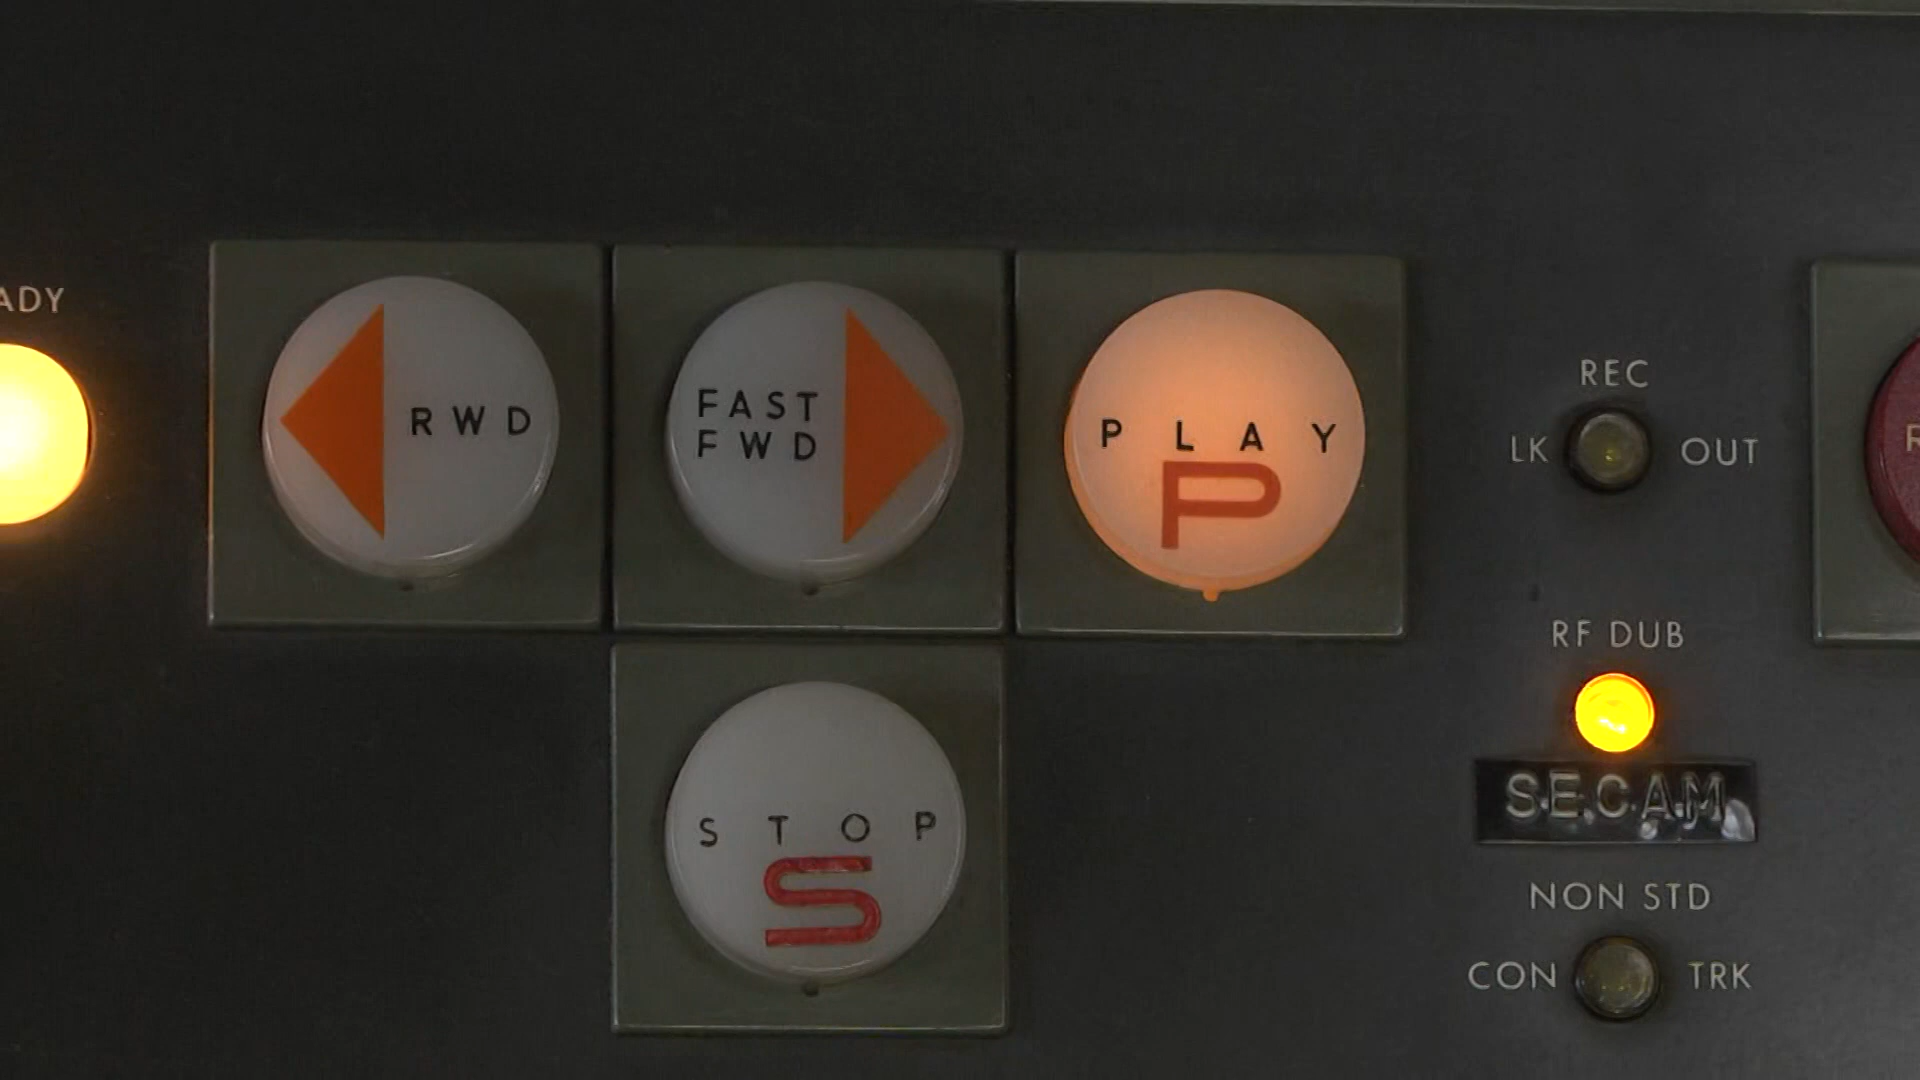 ADY
RWD
FAST
FWD
PLAY
P
STOP
S
REC
LK OUT
RF DUB
SECAM
NON STD
CON TRK
R